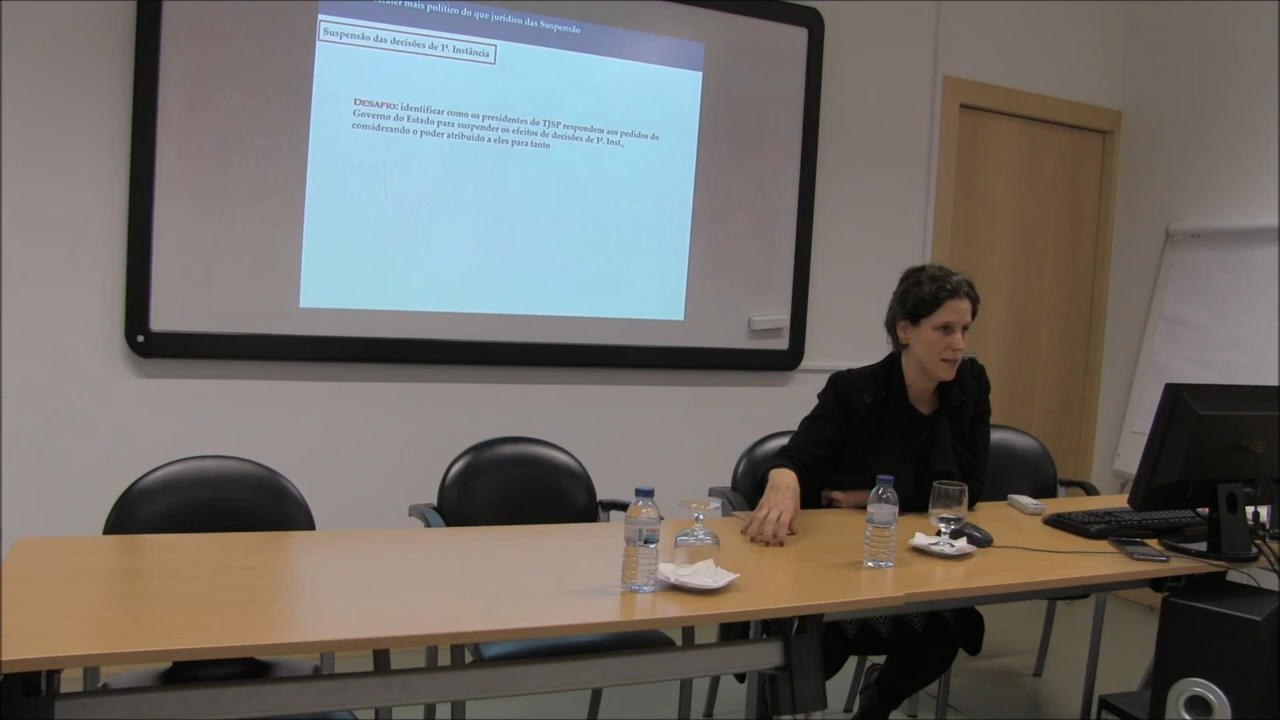 mais político do que jurídico das Suspensão
Suspensão das decisões de 1ª. Instância
DESAFIO: identificar como os presidentes do TJSP respondem aos pedidos do
Governo do Estado para suspender os efeitos de decisões de 1ª. Inst.,
considerando o poder atribuído a eles para tanto